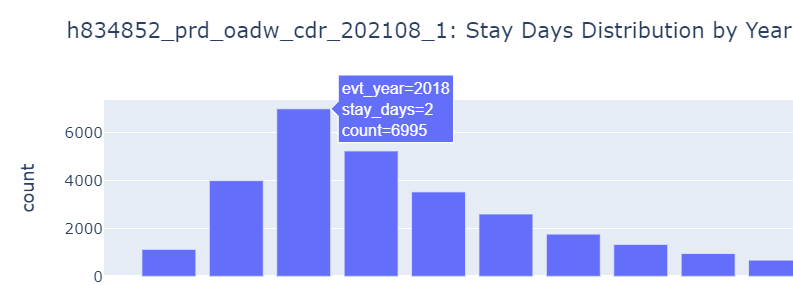 h834852_prd_oadw_cdr_202108_1: Stay Days Distribution by Year
evt_year=2018
stay_days=2
count=6995
6000
4000
2000
0
count